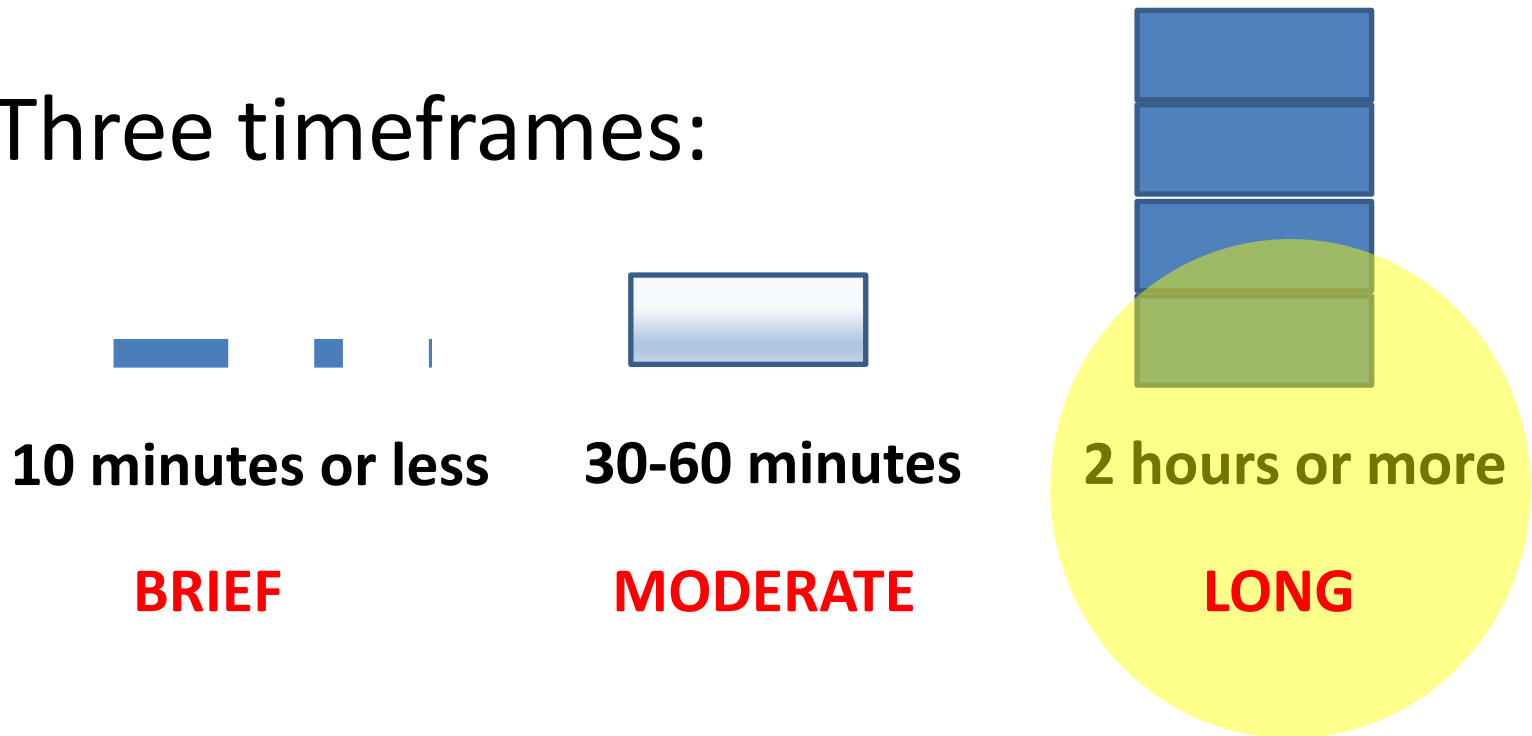 Three timeframes:
10 minutes or less
30-60 minutes
2 hours or more
BRIEF
MODERATE
LONG